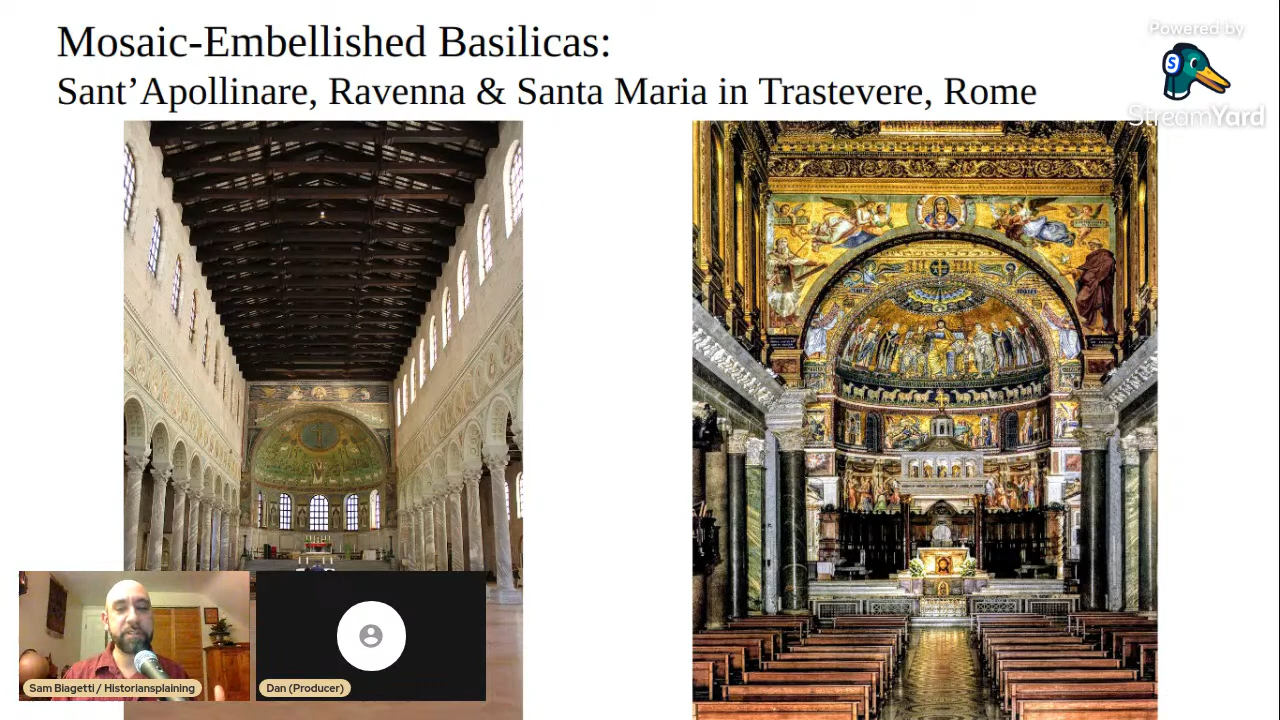 Mosaic-Embellished Basilicas:
Sant’Apollinare, Ravenna & Santa Maria in Trastevere, Rome
Powered by
S
StreamYard
Sam Biagetti / Historiansplaining
Dan (Producer)